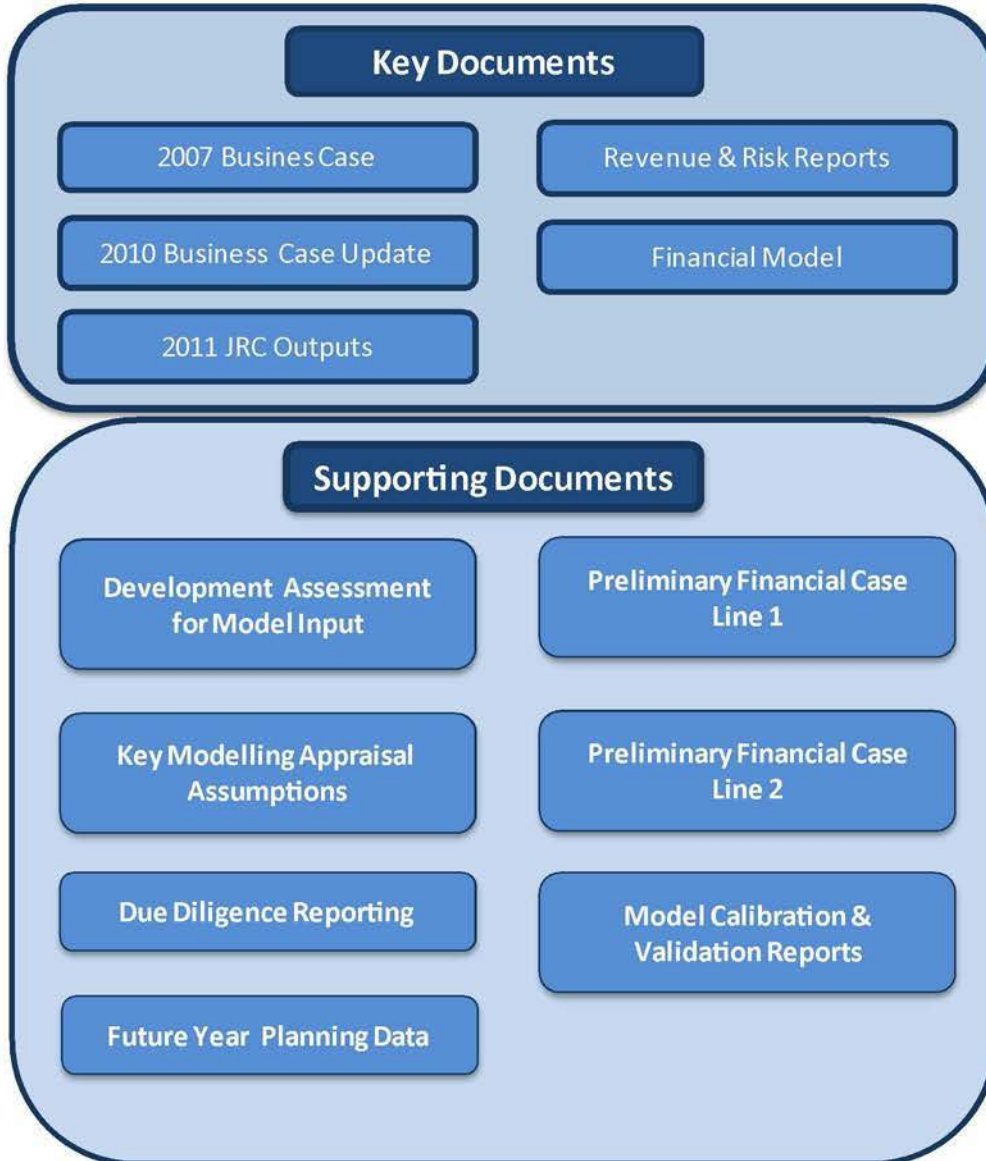 Key Documents
2007 Busines Case
2010 Business Case Update
2011 JRC Outputs
Revenue & Risk Reports
Financial Model
Supporting Documents
Development Assessment
for Model Input
Key Modelling Appraisal
Assumptions
Due Diligence Reporting
Future Year Planning Data
Preliminary Financial Case
Line 1
Preliminary Financial Case
Line 2
Model Calibration &
Validation Reports